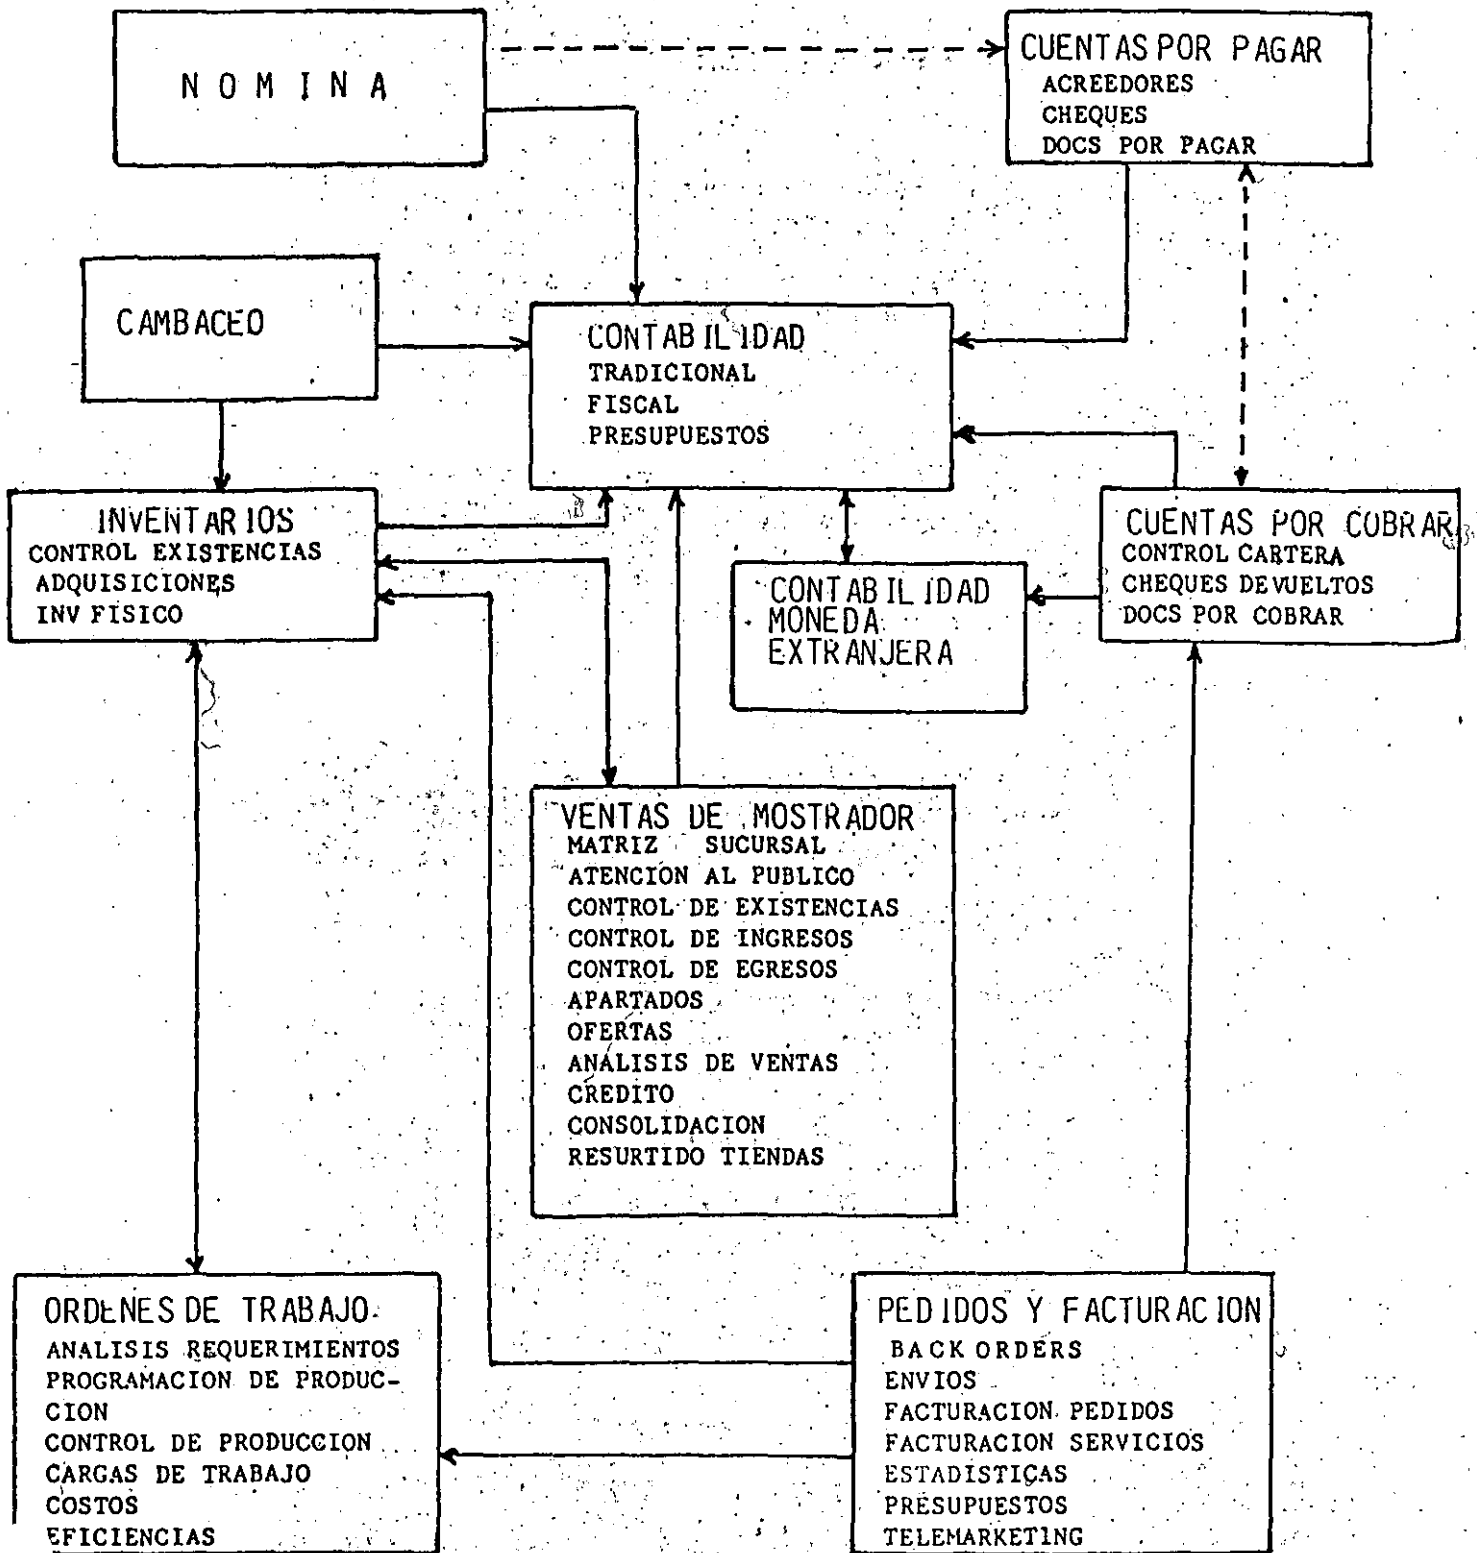 NOMINA
CUENTAS POR PAGAR
ACREEDORES
CHEQUES
DOCS POR PAGAR
CAMBACEO
CONTABILIDAD
TRADICIONAL
FISCAL
PRESUPUESTOS
INVENTARIOS
CONTROL EXISTENCIAS
ADQUISICIONES
INV FISICO
CONTABILIDAD
MONEDA
EXTRANJERA
CUENTAS POR COBRAR
CONTROL CARTERA
CHEQUES DEVUELTOS
DOCS POR COBRAR
VENTAS DE MOSTRADOR
MATRIZ SUCURSAL
ATENCION AL PUBLICO
CONTROL DE EXISTENCIAS
CONTROL DE INGRESOS
CONTROL DE EGRESOS
APARTADOS
OFERTAS
ANALISIS DE VENTAS
CREDITO
CONSOLIDACION
RESURTIDO TIENDAS
ORDENES DE TRABAJO
ANALISIS REQUERIMIENTOS
PROGRAMACION DE PRODUC-
CION
CONTROL DE PRODUCCION
CARGAS DE TRABAJO
COSTOS
EFICIENCIAS
PEDIDOS Y FACTURACION
BACK ORDERS
ENVIOS
FACTURACION PEDIDOS
FACTURACION SERVICIOS
ESTADISTICAS
PRESUPUESTOS
TELEMARKETING